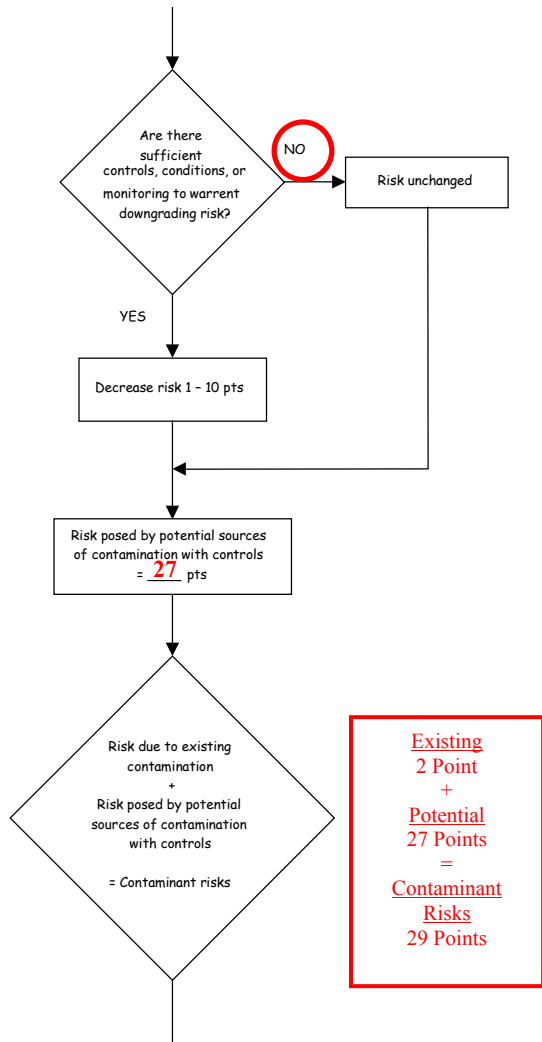 Are there
sufficient
controls, conditions, or
monitoring to warrent
downgrading risk?
NO
Risk unchanged
YES
Decrease risk 1 – 10 pts
Risk posed by potential sources
of contamination with controls
= 27 pts
Risk due to existing
contamination
+
Risk posed by potential
sources of contamination
with controls
= Contaminant risks
Existing
2 Point
+
Potential
27 Points
=
Contaminant
Risks
29 Points